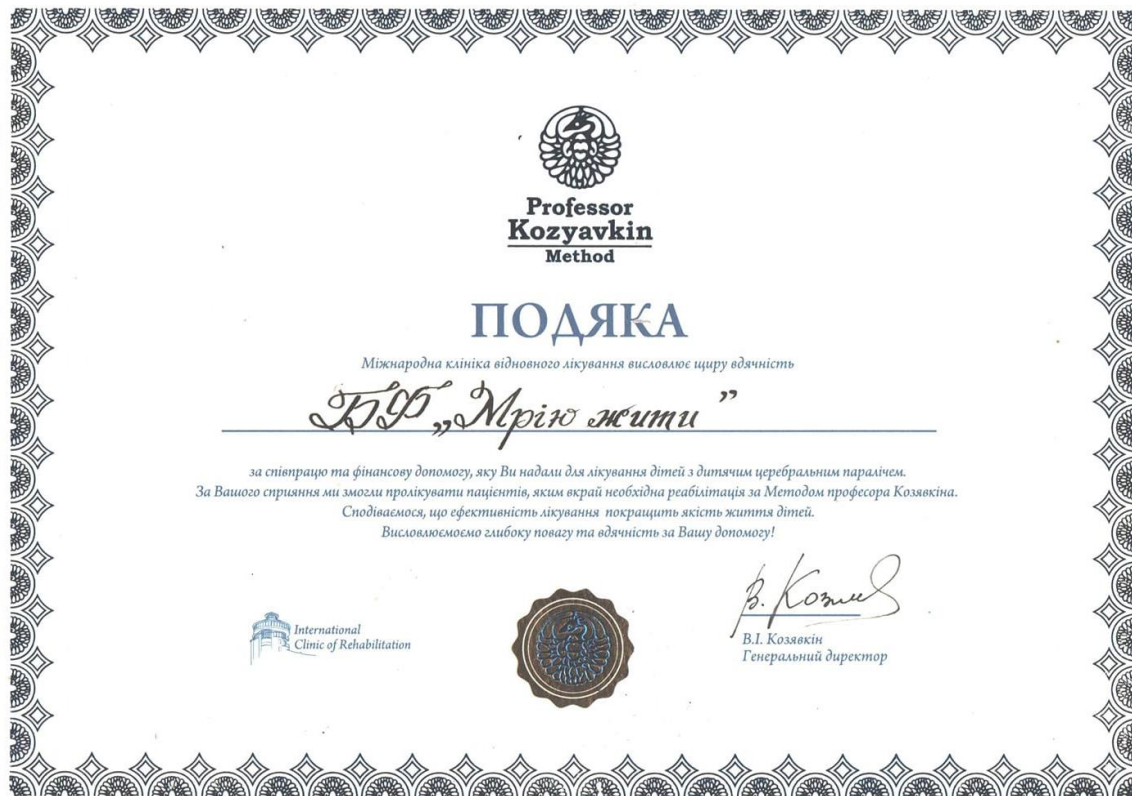 Professor
Kozyavkin
Method
ПОДЯКА
Міжнародна клініка відновного лікування висловлює щиру вдячність
БФ „Мрію жити”
за співпрацю та фінансову допомогу, яку Ви надали для лікування дітей з дитячим церебральним паралічем.
За Вашого сприяння ми змогли пролікувати пацієнтів, яким вкрай необхідна реабілітація за Методом професора Козявкіна.
Сподіваємося, що ефективність лікування покращить якість життя дітей.
Висловлюємоємо глибоку повагу та вдячність за Вашу допомогу!
International
Clinic of Rehabilitation
В.І. Козявкін
Генеральний директор